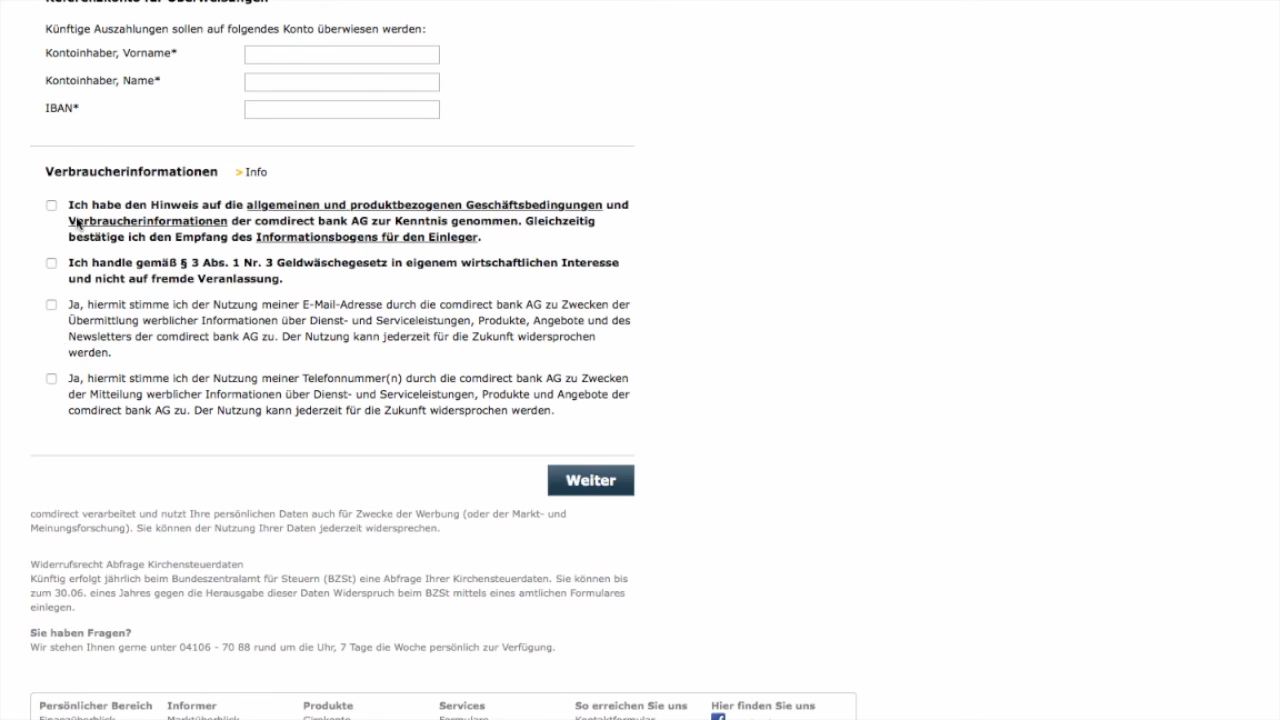 Referenzkonto für Überweisungen
Künftige Auszahlungen sollen auf folgendes Konto überwiesen werden:
Kontoinhaber, Vorname*
Kontoinhaber, Name*
IBAN*
Verbraucherinformationen > Info
Ich habe den Hinweis auf die allgemeinen und produktbezogenen Geschäftsbedingungen und
Verbraucherinformationen der comdirect bank AG zur Kenntnis genommen. Gleichzeitig
bestätige ich den Empfang des Informationsbogens für den Einleger.
Ich handle gemäß § 3 Abs. 1 Nr. 3 Geldwäschegesetz in eigenem wirtschaftlichen Interesse
und nicht auf fremde Veranlassung.
Ja, hiermit stimme ich der Nutzung meiner E-Mail-Adresse durch die comdirect bank AG zu Zwecken der
Übermittlung werblicher Informationen über Dienst- und Serviceleistungen, Produkte, Angebote und des
Newsletters der comdirect bank AG zu. Der Nutzung kann jederzeit für die Zukunft widersprochen
werden.
Ja, hiermit stimme ich der Nutzung meiner Telefonnummer(n) durch die comdirect bank AG zu Zwecken
der Mitteilung werblicher Informationen über Dienst- und Serviceleistungen, Produkte und Angebote der
comdirect bank AG zu. Der Nutzung kann jederzeit für die Zukunft widersprochen werden.
Weiter
comdirect verarbeitet und nutzt Ihre persönlichen Daten auch für Zwecke der Werbung (oder der Markt- und
Meinungsforschung). Sie können der Nutzung Ihrer Daten jederzeit widersprechen.
Widerrufsrecht Abfrage Kirchensteuerdaten
Künftig erfolgt jährlich beim Bundeszentralamt für Steuern (BZSt) eine Abfrage Ihrer Kirchensteuerdaten. Sie können bis
zum 30.06. eines Jahres gegen die Herausgabe dieser Daten Widerspruch beim BZSt mittels eines amtlichen Formulares
einlegen.
Sie haben Fragen?
Wir stehen Ihnen gerne unter 04106 - 70 88 rund um die Uhr, 7 Tage die Woche persönlich zur Verfügung.
Persönlicher Bereich Informer Produkte Services So erreichen Sie uns Hier finden Sie uns
Finanzüberblick Marktüberblick Girokonto Formulare Kontaktformular